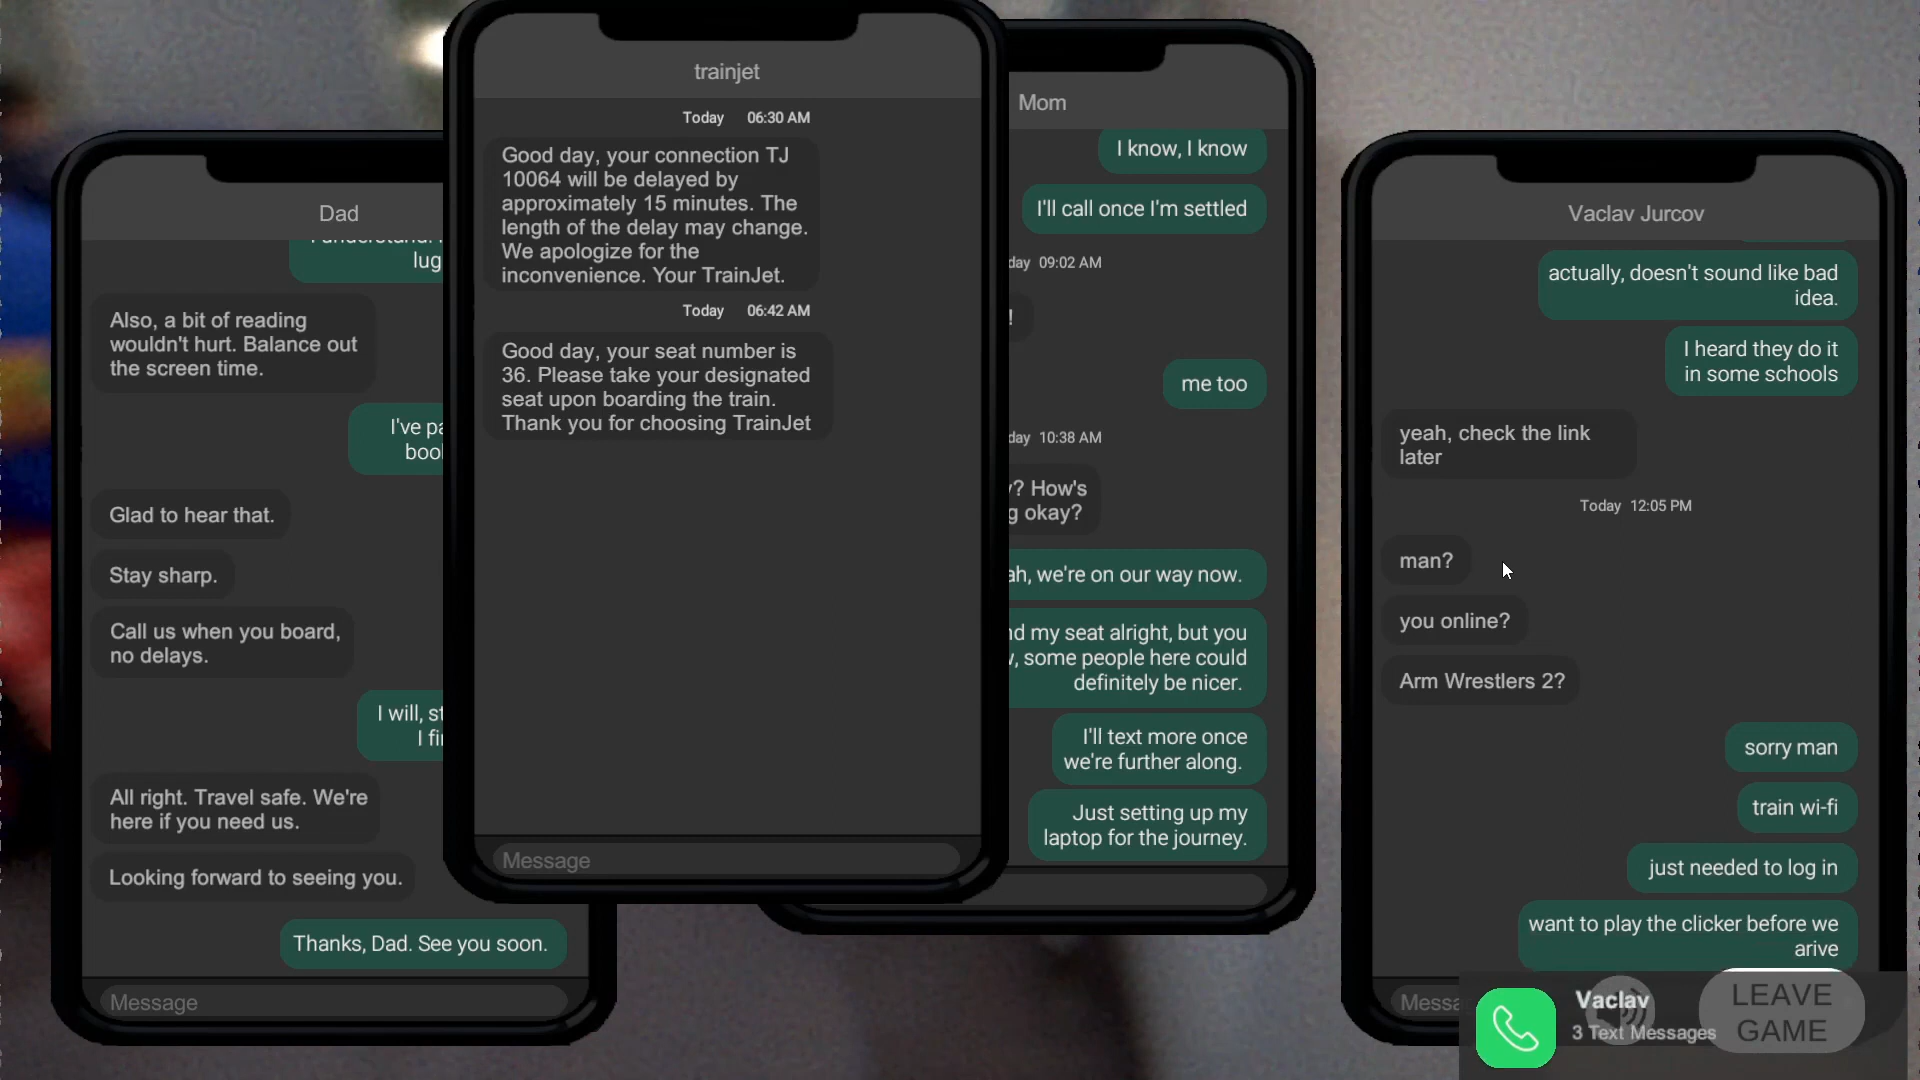 Dad
lug
Also, a bit of reading
wouldn't hurt. Balance out
the screen time.
I've
Glad to hear that.
Stay sharp.
Call us when you board,
no delays.
I will,
I
All right. Travel safe. We're
here if you need us.
Looking forward to seeing you.
Thanks, Dad. See you soon.
Message
trainjet
Today 06:30 AM
Good day, your connection TJ
10064 will be delayed by
approximately 15 minutes. The
length of the delay may change.
We apologize for the
inconvenience. Your TrainJet.
Today 06:42 AM
Good day, your seat number is
36. Please take your designated
seat upon boarding the train.
Thank you for choosing TrainJet
Message
Mom
I know, I know
I'll call once I'm settled
day 09:02 AM
!
me too
day 10:38 AM
? How's
g okay?
ah, we're on our way now.
nd my seat alright, but you
, some people here could
definitely be nicer.
I'll text more once
we're further along.
Just setting up my
laptop for the journey.
Vaclav Jurcov
actually, doesn't sound like bad
idea.
I heard they do it
in some schools
yeah, check the link
later
Today 12:05 PM
man?
you online?
Arm Wrestlers 2?
sorry man
train wi-fi
just needed to log in
want to play the clicker before we
arive
Messa
Vaclav
3 Text Messages
LEAVE
GAME